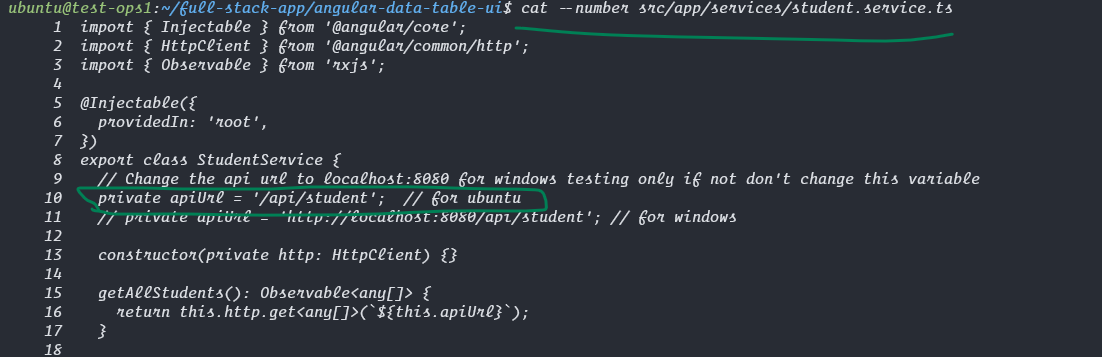 ubuntu@test-ops1:~/full-stack-app/angular-data-table-ui$ cat --number src/app/services/student.service.ts
1 import { Injectable } from '@angular/core';
2 import { HttpClient } from '@angular/common/http';
3 import { Observable } from 'rxjs';
4
5 @Injectable({
6   providedIn: 'root',
7 })
8 export class StudentService {
9   // Change the api url to localhost:8080 for windows testing only if not don't change this variable
10   private apiUrl = '/api/student';  // for ubuntu
11   // private apiUrl = 'http://localhost:8080/api/student'; // for windows
12
13   constructor(private http: HttpClient) {}
14
15   getAllStudents(): Observable<any[]> {
16     return this.http.get<any[]>(`${this.apiUrl}`);
17   }
18